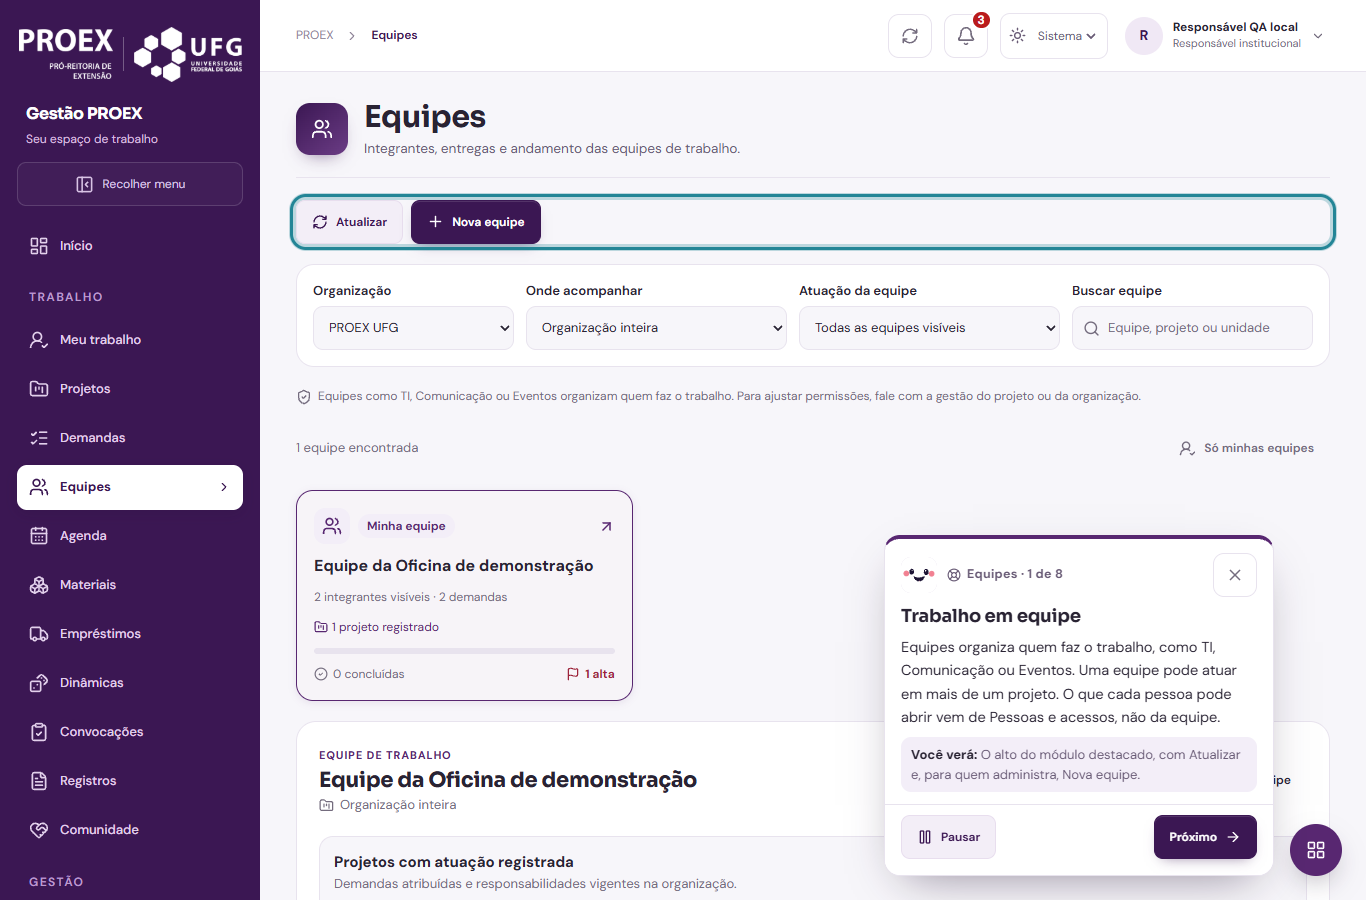 PROEX
PRÓ-REITORIA DE
EXTENSÃO
UFG
UNIVERSIDADE
FEDERAL DE GOIÁS
Gestão PROEX
Seu espaço de trabalho
Recolher menu
Início
TRABALHO
Meu trabalho
Projetos
Demandas
Equipes
Agenda
Materiais
Empréstimos
Dinâmicas
Convocações
Registros
Comunidade
GESTÃO
PROEX
Equipes
3
Sistema
R
Responsável QA local
Responsável institucional
Equipes
Integrantes, entregas e andamento das equipes de trabalho.
Atualizar
Nova equipe
Organização
Onde acompanhar
Atuação da equipe
Buscar equipe
PROEX UFG
Organização inteira
Todas as equipes visíveis
Equipe, projeto ou unidade
Equipes como TI, Comunicação ou Eventos organizam quem faz o trabalho. Para ajustar permissões, fale com a gestão do projeto ou da organização.
1 equipe encontrada
Só minhas equipes
Minha equipe
Equipe da Oficina de demonstração
2 integrantes visíveis · 2 demandas
1 projeto registrado
0 concluídas
1 alta
EQUIPE DE TRABALHO
Equipe da Oficina de demonstração
Organização inteira
Projetos com atuação registrada
Demandas atribuídas e responsabilidades vigentes na organização.
Equipes · 1 de 8
Trabalho em equipe
Equipes organiza quem faz o trabalho, como TI,
Comunicação ou Eventos. Uma equipe pode atuar
em mais de um projeto. O que cada pessoa pode
abrir vem de Pessoas e acessos, não da equipe.
Você verá: O alto do módulo destacado, com Atualizar
e, para quem administra, Nova equipe.
Pausar
Próximo